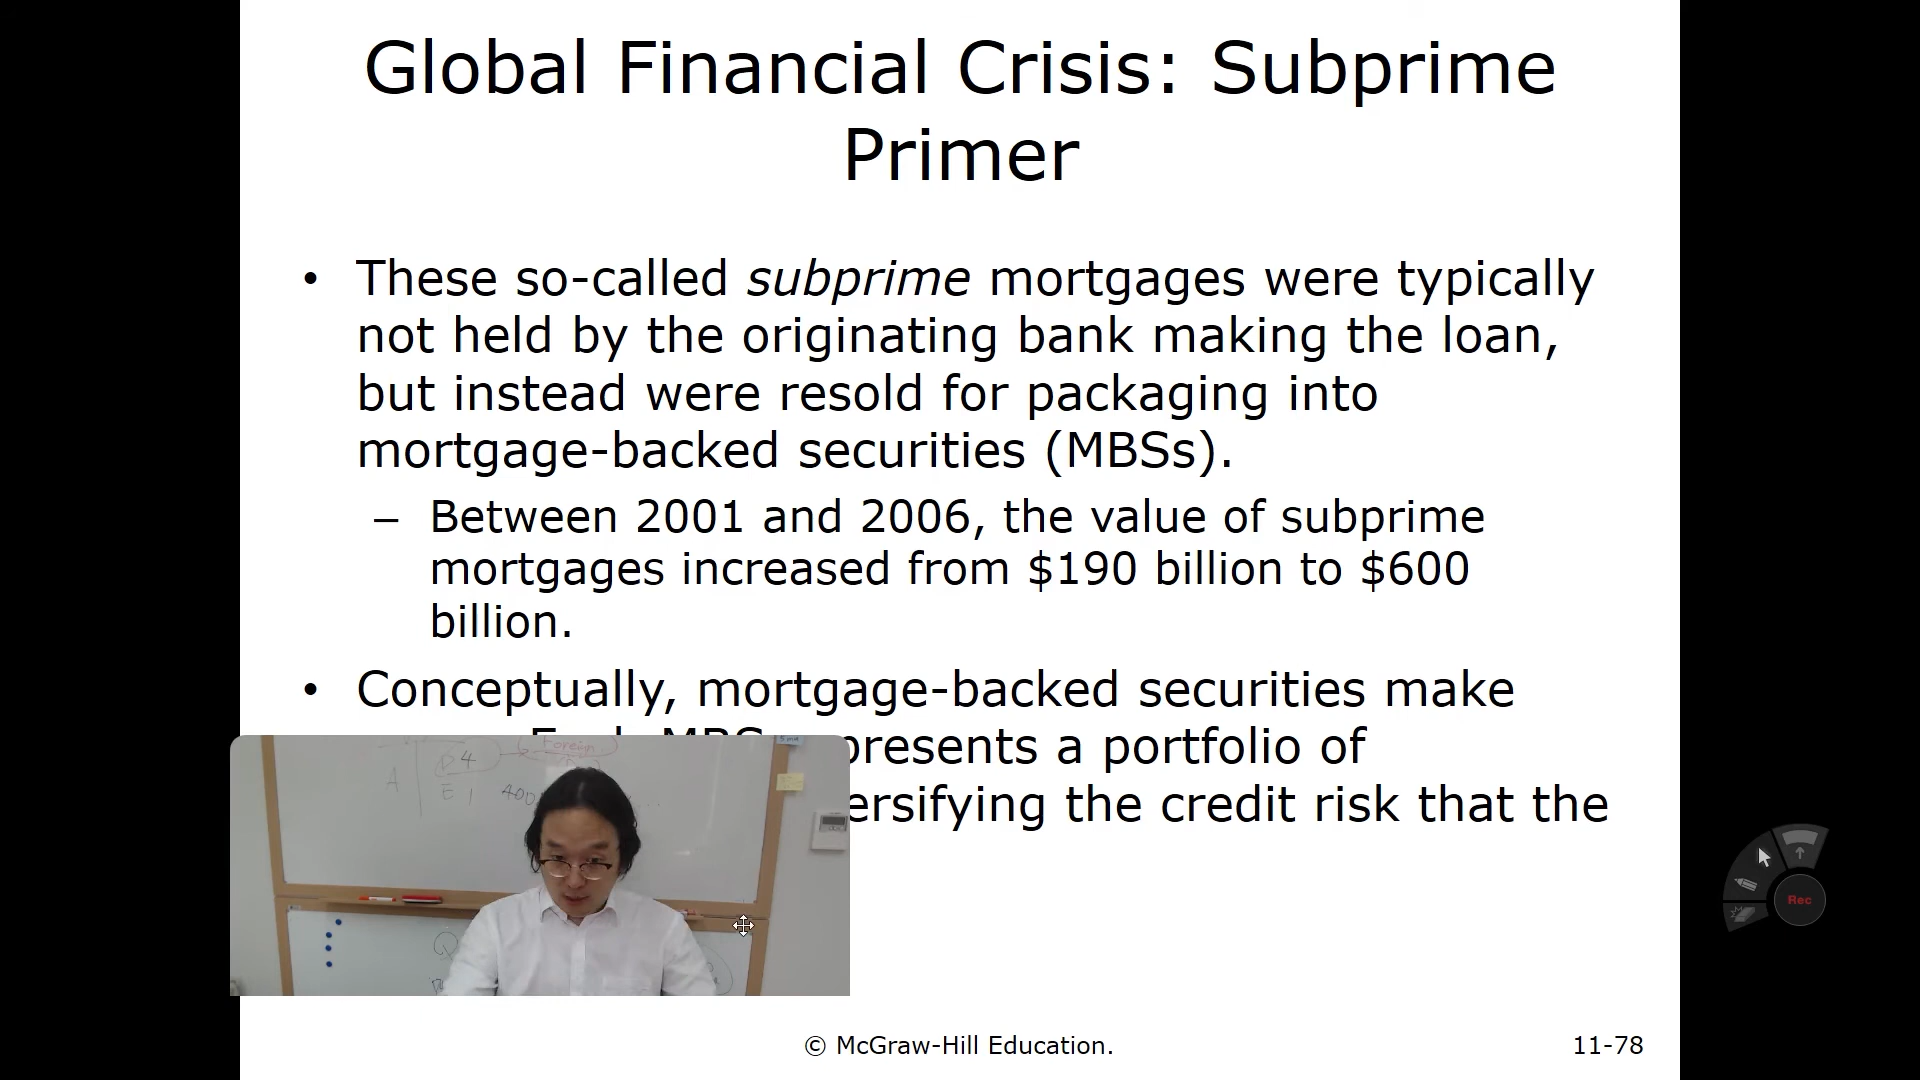 Global Financial Crisis: Subprime
Primer
• These so-called subprime mortgages were typically
not held by the originating bank making the loan,
but instead were resold for packaging into
mortgage-backed securities (MBSs).
– Between 2001 and 2006, the value of subprime
mortgages increased from $190 billion to $600
billion.
• Conceptually, mortgage-backed securities make
presents a portfolio of
ersifying the credit risk that the
Foreign
D 4
A
E 1
Q
Rec
© McGraw-Hill Education.
11-78